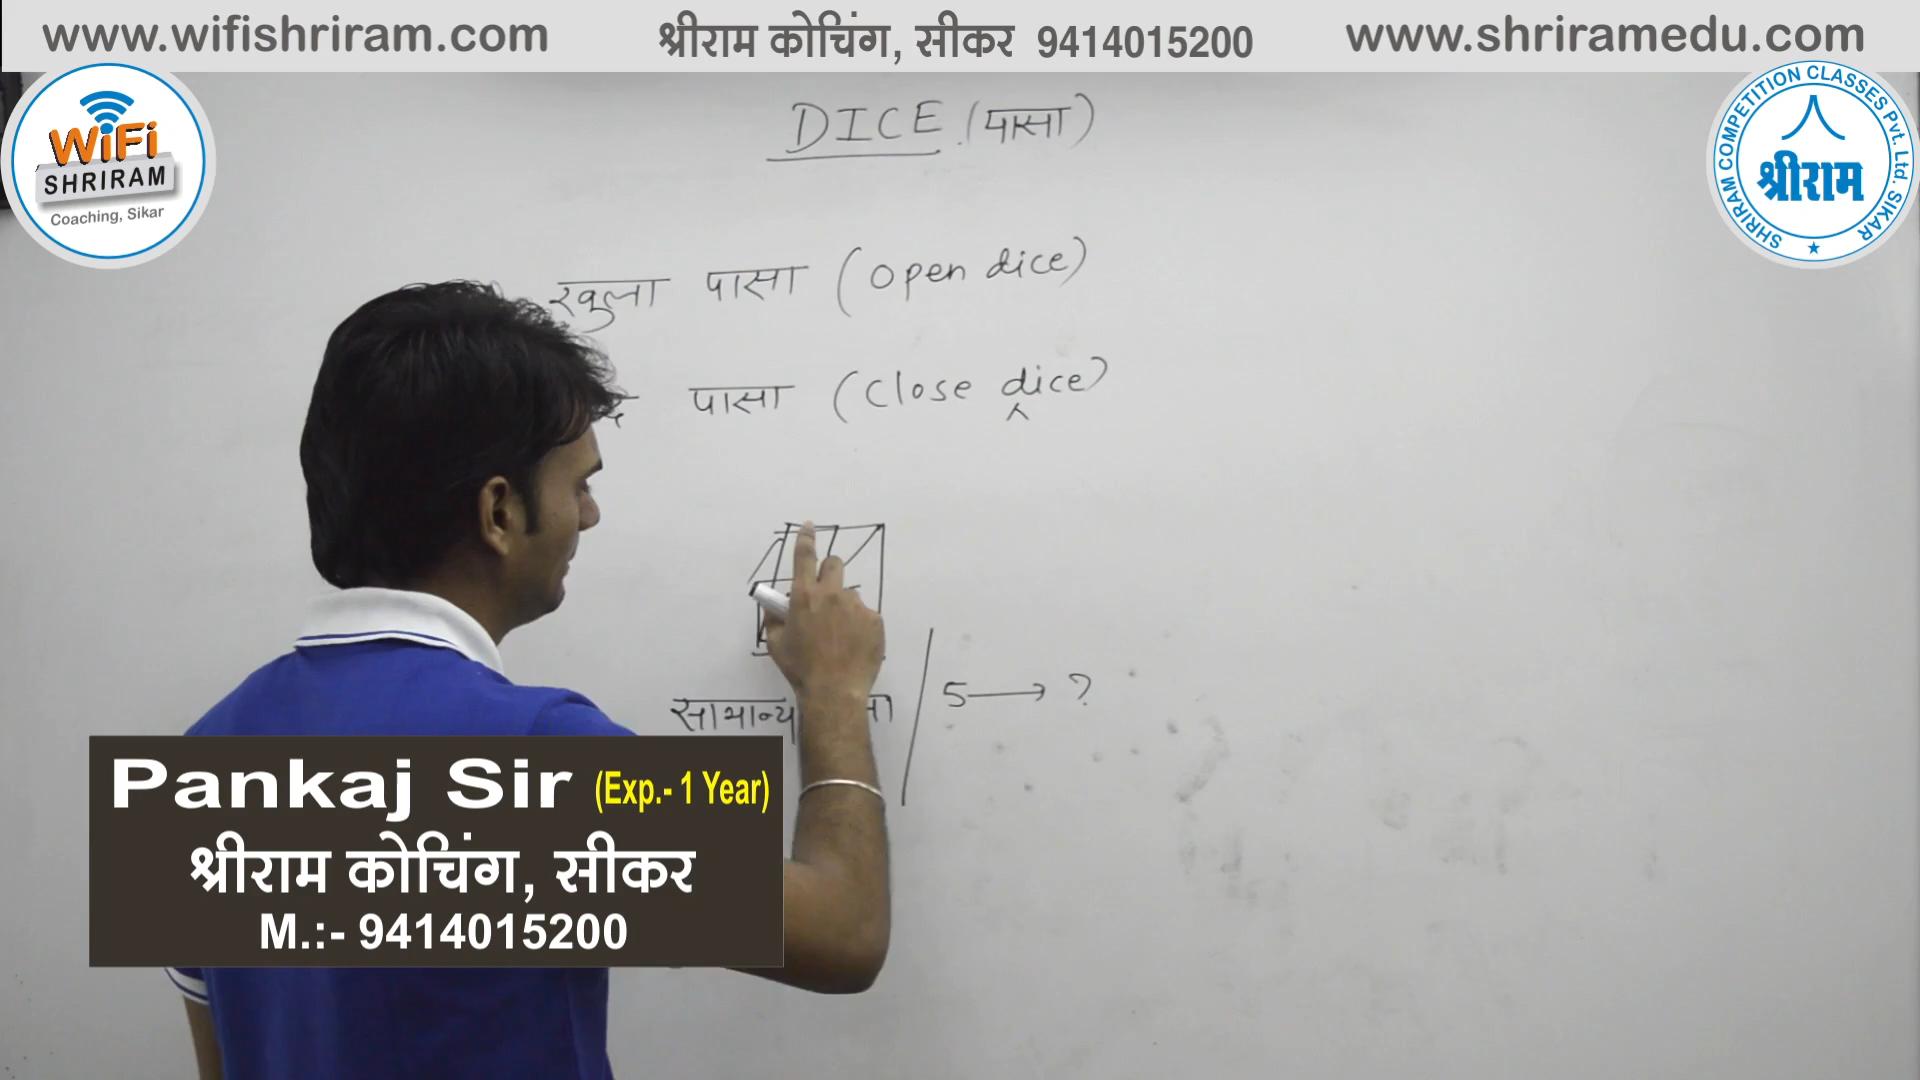 www.wifishriram.com
श्रीराम कोचिंग, सीकर 9414015200
www.shriramedu.com
WiFi
SHRIRAM
Coaching, Sikar
SHRIRAM COMPETITION CLASSES Pvt. Ltd. SIKAR
श्रीराम
DICE (पासा)
खुला पासा (open dice)
पासा (close dice)
सामान्य
5 → ?
Pankaj Sir (Exp.- 1 Year)
श्रीराम कोचिंग, सीकर
M.:- 9414015200